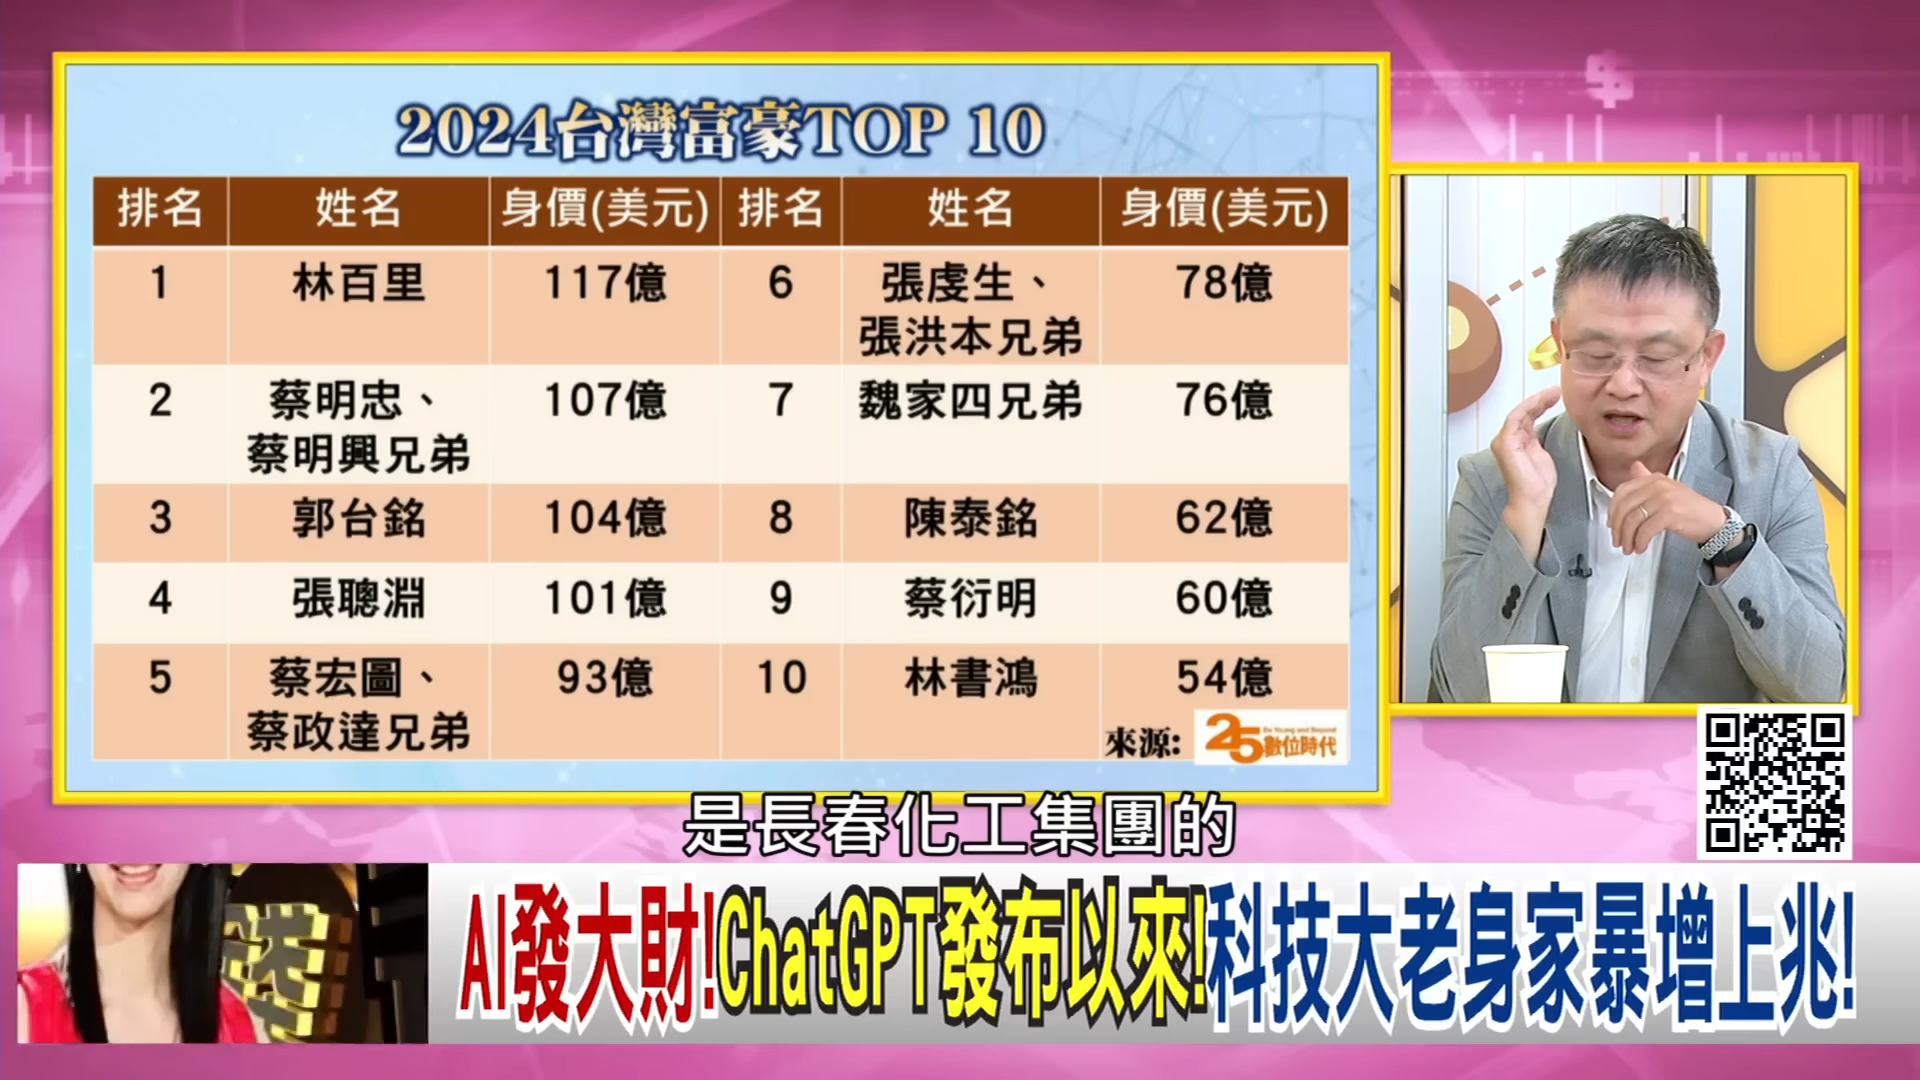 2024台灣富豪TOP 10
排名 姓名 身價(美元) 排名 姓名 身價(美元)
1 林百里 117億 6 張虔生、
張洪本兄弟 78億
2 蔡明忠、
蔡明興兄弟 107億 7 魏家四兄弟 76億
3 郭台銘 104億 8 陳泰銘 62億
4 張聰淵 101億 9 蔡衍明 60億
5 蔡宏圖、
蔡政達兄弟 93億 10 林書鴻 54億
來源: 25 數位時代
是長春化工集團的
AI發大財!ChatGPT發布以來!科技大老身家暴增上兆!